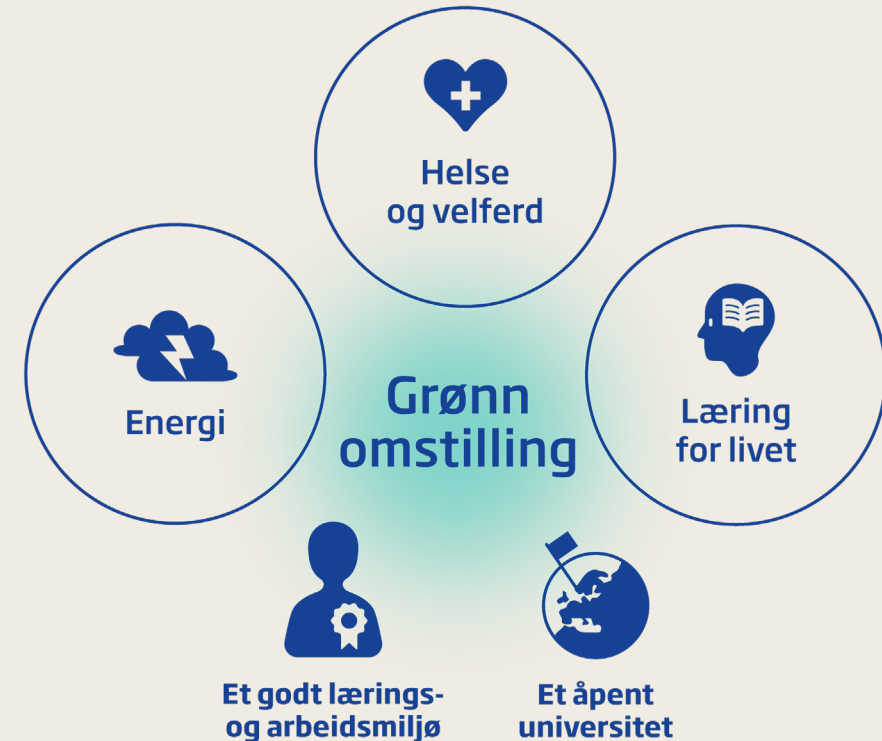 Helse
og velferd
Energi
Grønn
omstilling
Læring
for livet
Et godt lærings-
og arbeidsmiljø
Et åpent
universitet